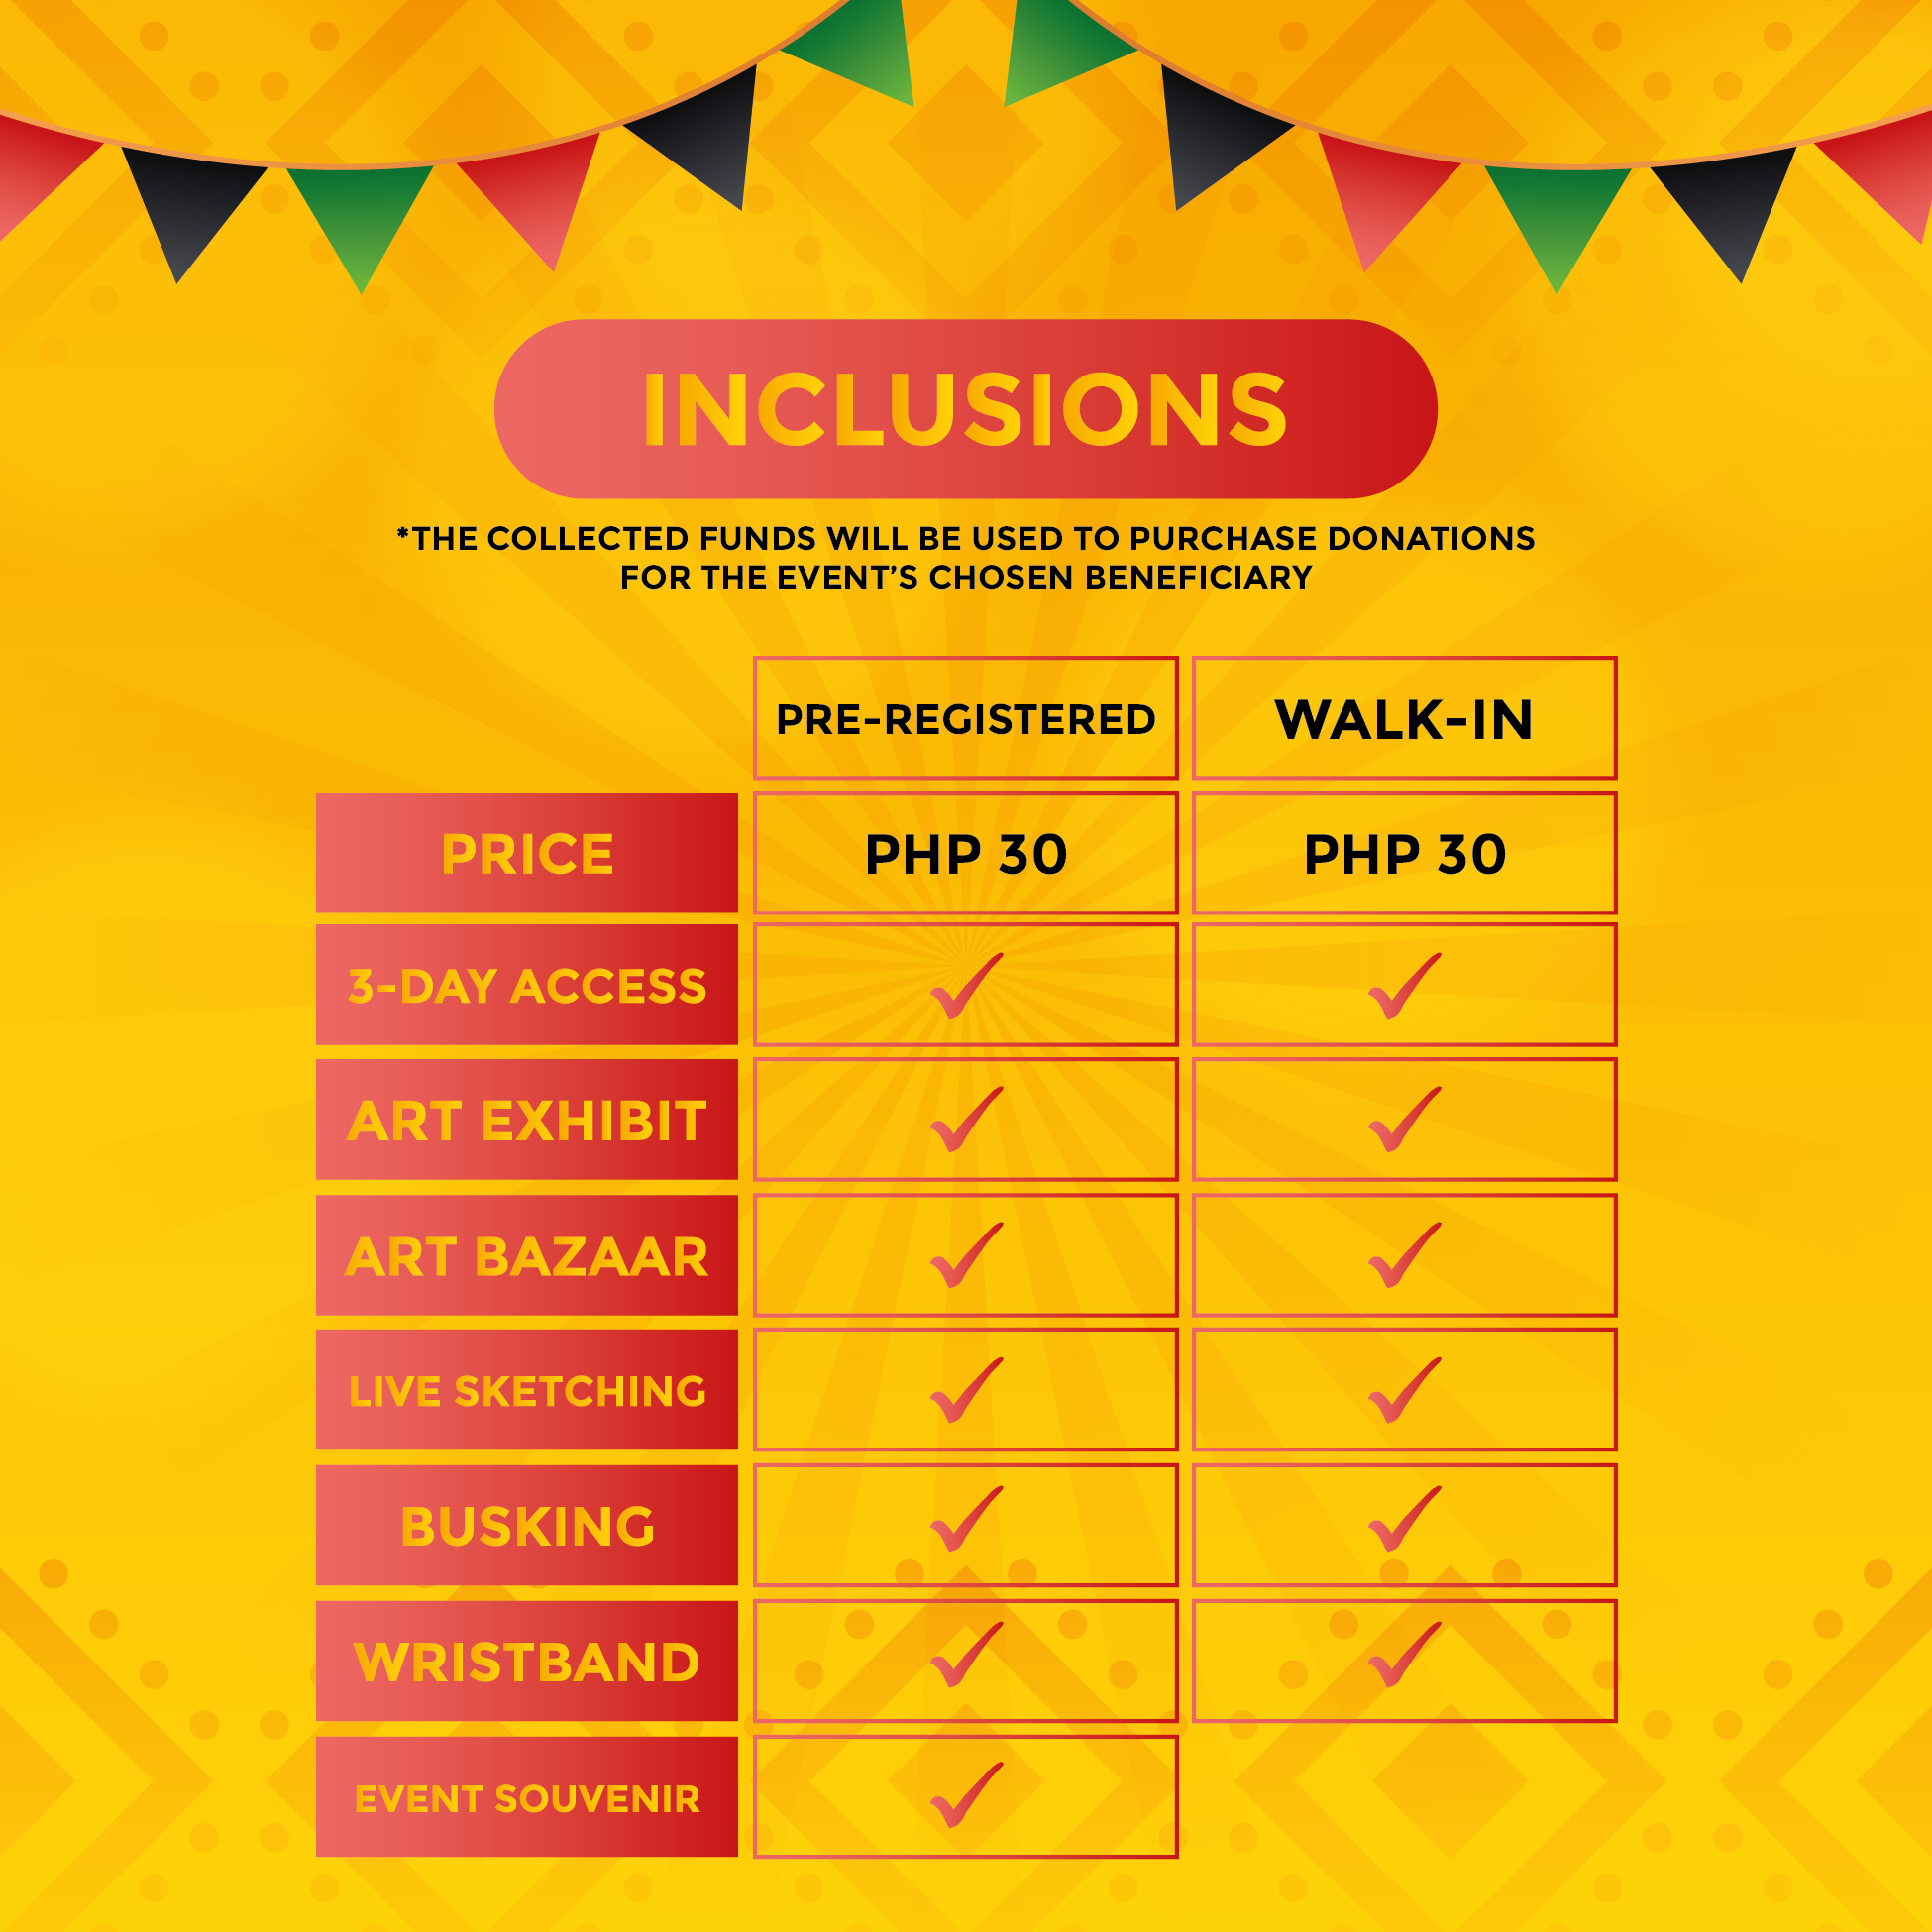 INCLUSIONS
*THE COLLECTED FUNDS WILL BE USED TO PURCHASE DONATIONS
FOR THE EVENT’S CHOSEN BENEFICIARY
PRE-REGISTERED WALK-IN
PRICE PHP 30 PHP 30
3-DAY ACCESS
ART EXHIBIT
ART BAZAAR
LIVE SKETCHING
BUSKING
WRISTBAND
EVENT SOUVENIR